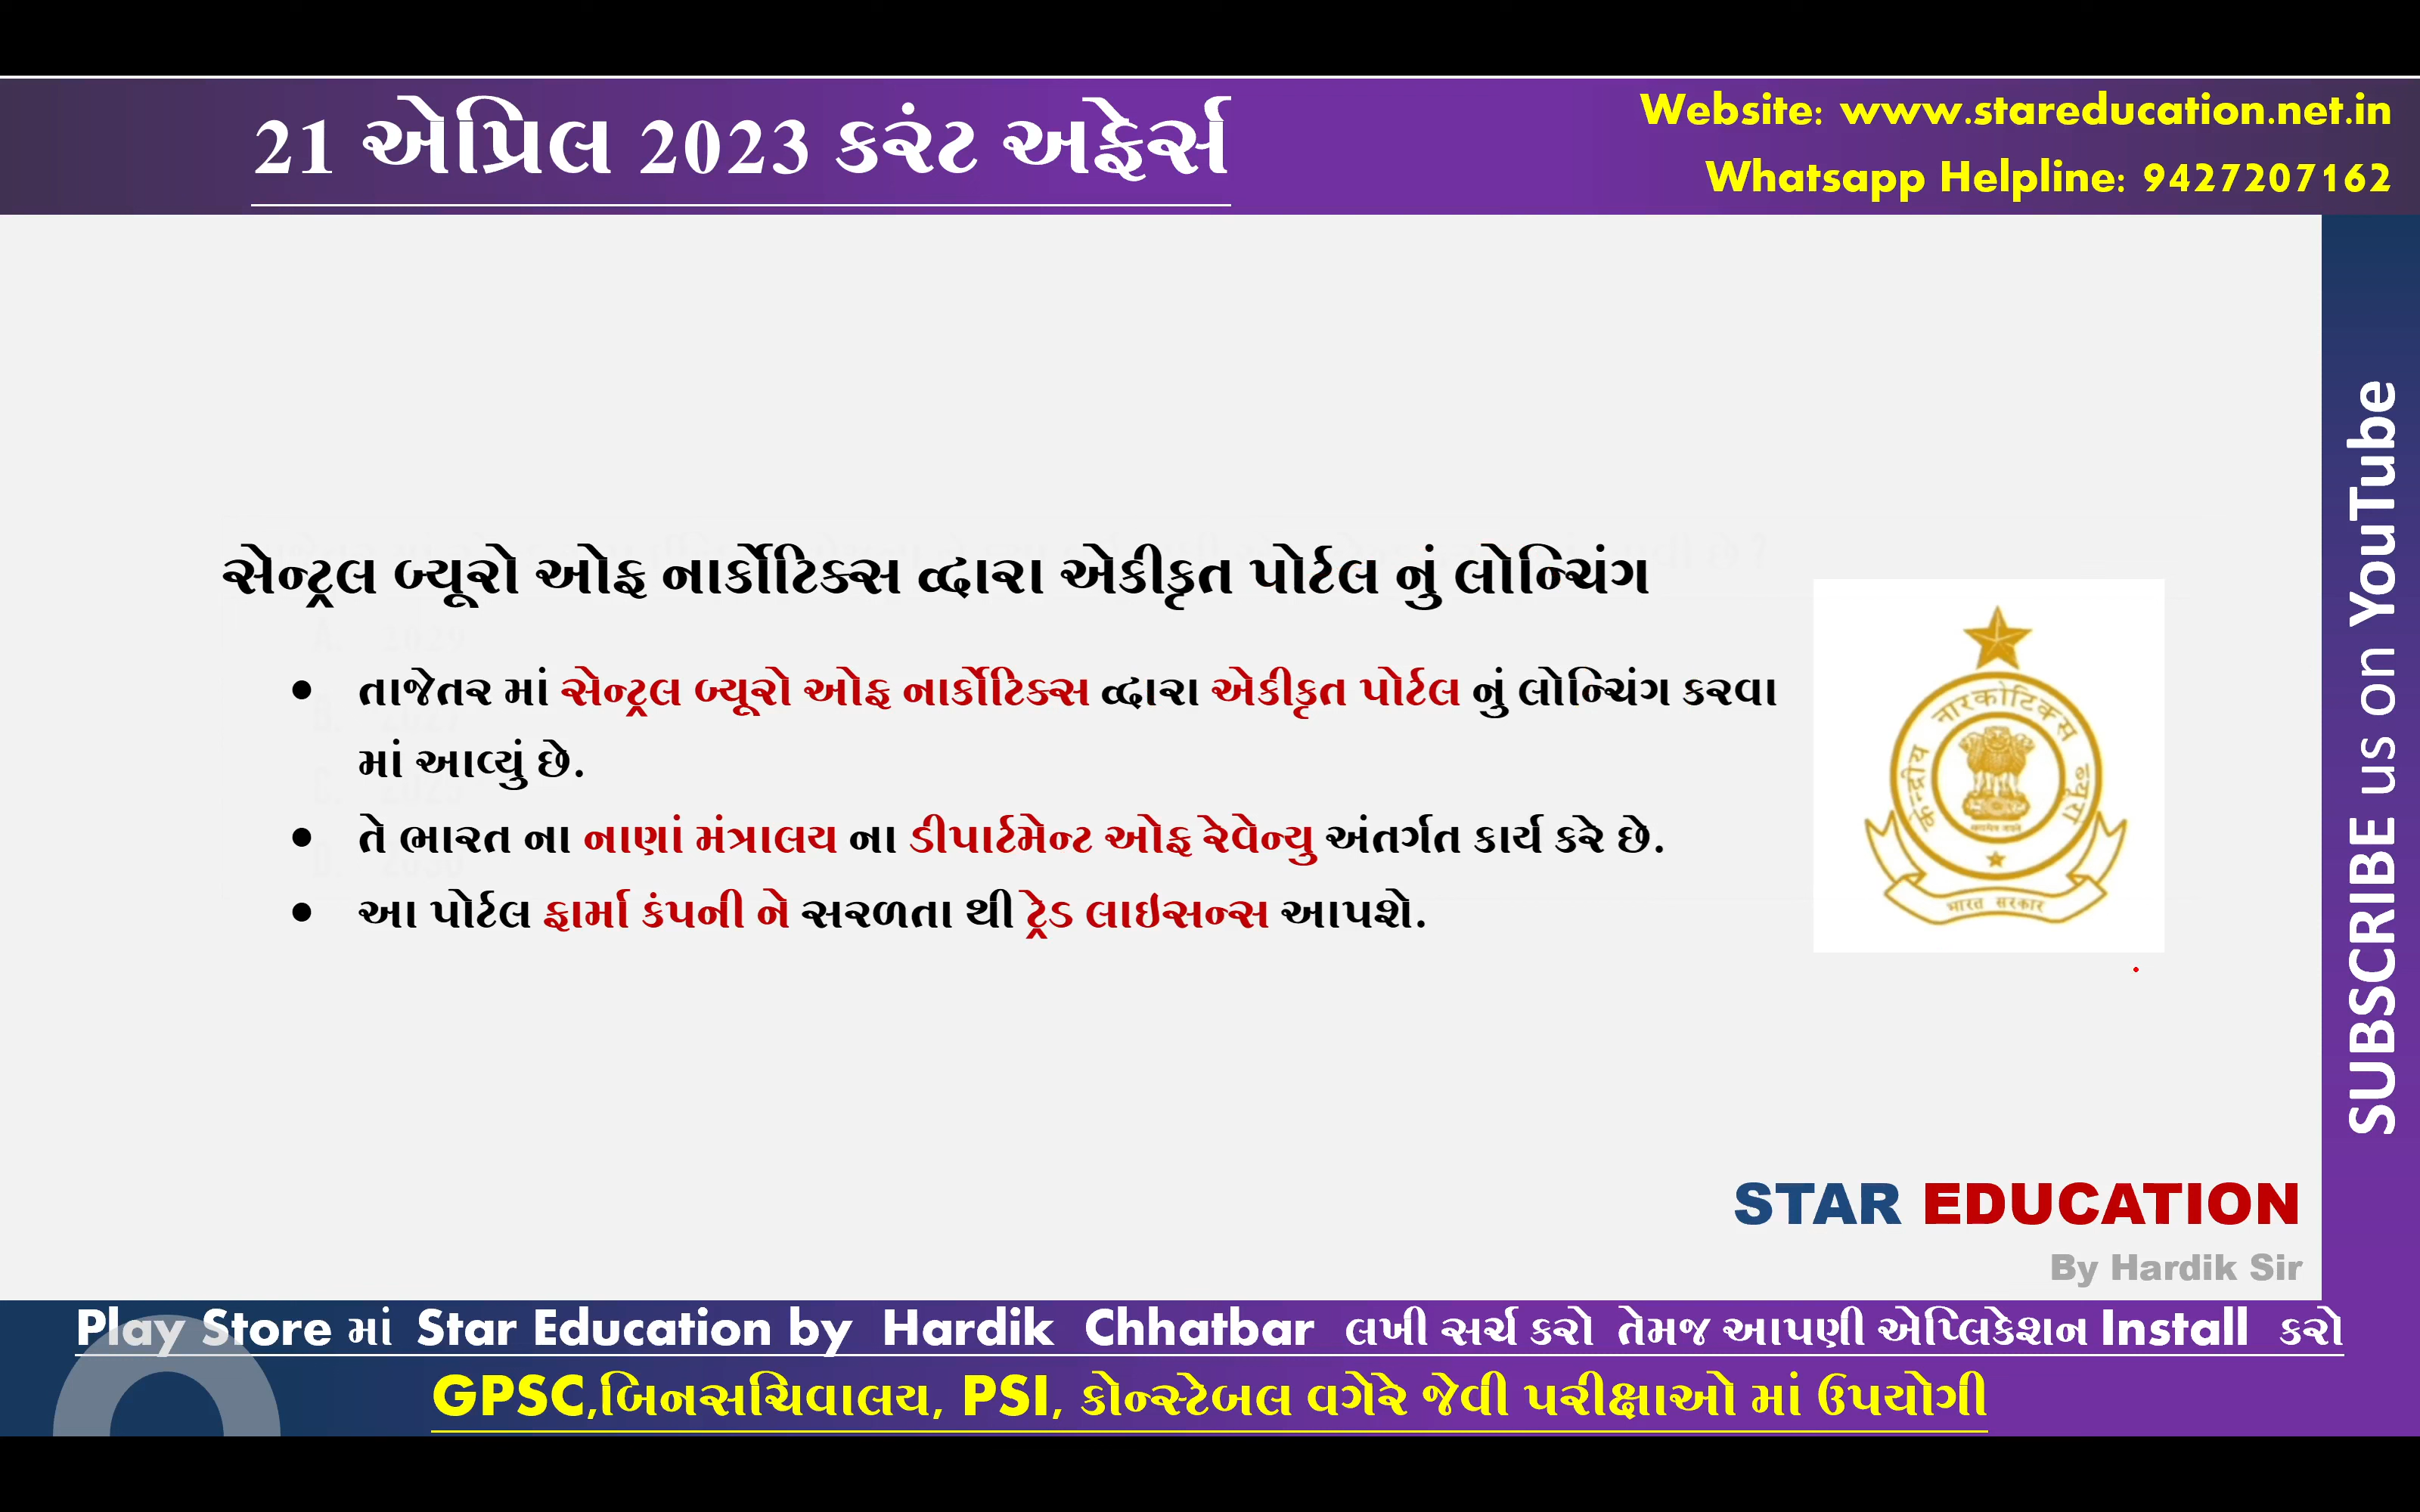 21 એપ્રિલ 2023 કરંટ અફેર્સ
Website: www.stareducation.net.in
Whatsapp Helpline: 9427207162
સેન્ટ્રલ બ્યૂરો ઓફ નાર્કોટિક્સ દ્વારા એકીકૃત પોર્ટલ નું લોન્ચિંગ
• તાજેતર માં સેન્ટ્રલ બ્યૂરો ઓફ નાર્કોટિક્સ દ્વારા એકીકૃત પોર્ટલ નું લોન્ચિંગ કરવા
માં આવ્યું છે.
• તે ભારત ના નાણાં મંત્રાલય ના ડીપાર્ટમેન્ટ ઓફ રેવેન્યુ અંતર્ગત કાર્ય કરે છે.
• આ પોર્ટલ ફાર્મા કંપની ને સરળતા થી ટ્રેડ લાઇસન્સ આપશે.
केन्द्रीय नारकोटिक्स ब्यूरो
भारत सरकार
SUBSCRIBE us on YouTube
STAR EDUCATION
By Hardik Sir
Play Store માં Star Education by Hardik Chhatbar લખી સર્ચ કરો તેમજ આપણી એપ્લિકેશન Install કરો
GPSC,બિનસચિવાલય, PSI, કોન્સ્ટેબલ વગેરે જેવી પરીક્ષાઓ માં ઉપયોગી